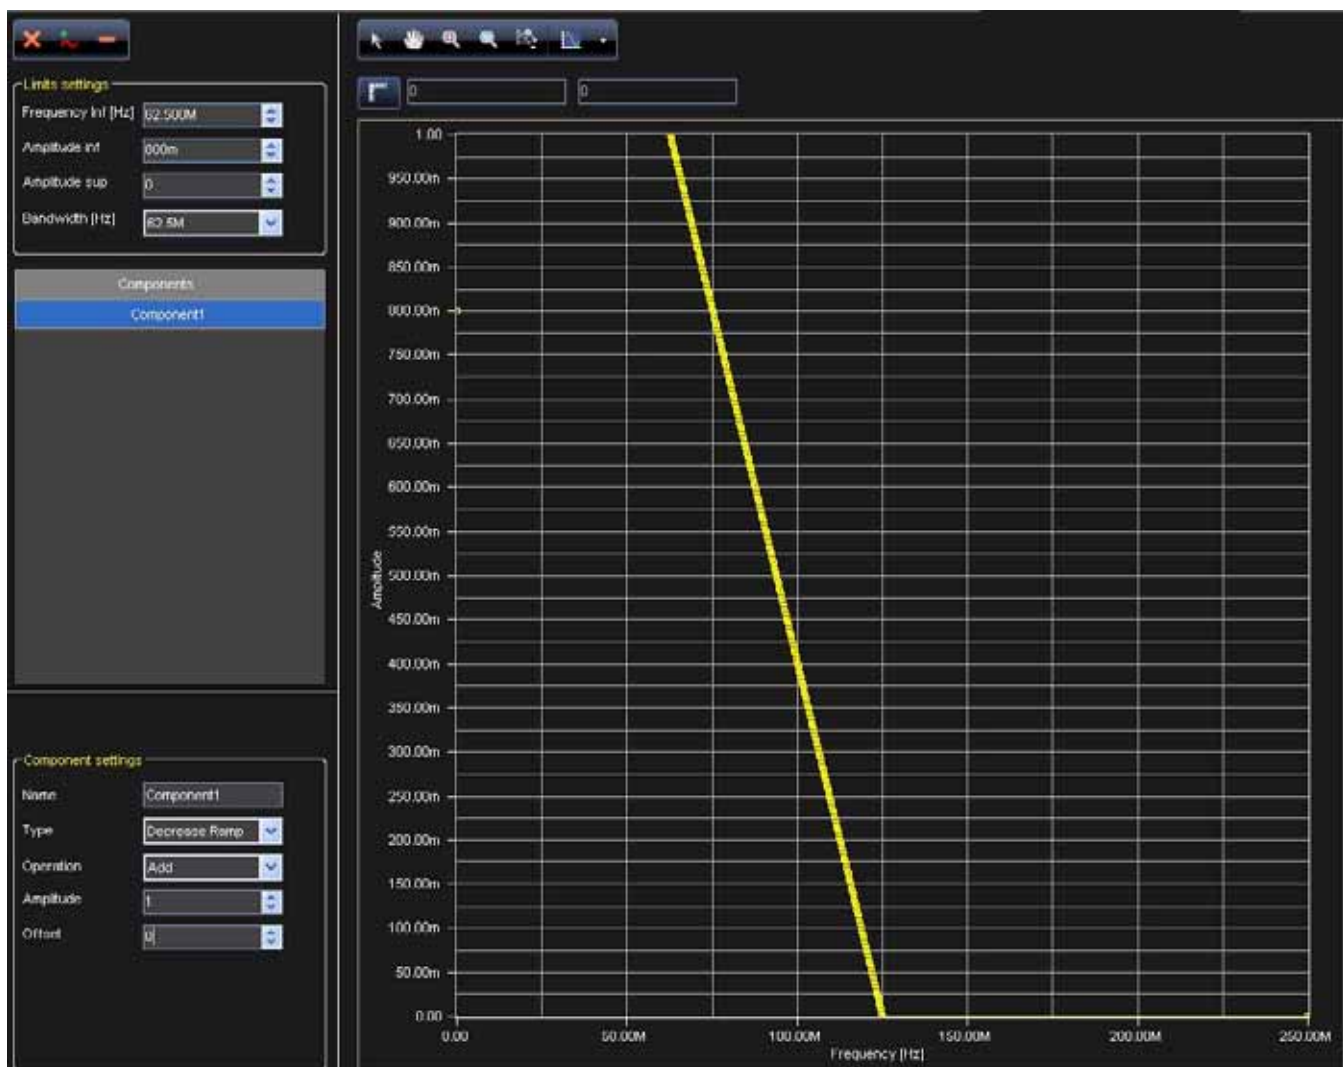 Limits settings
Frequency Inf [Hz] 62.500M
Amplitude inf 800m
Amplitude sup 0
Bandwidth [Hz] 62.5M
Components
Component1
Component settings
Name Component1
Type Decrease Ramp
Operation Add
Amplitude 1
Offset 0
0 0
1.00
950.00m
900.00m
850.00m
800.00m
750.00m
700.00m
650.00m
600.00m
550.00m
500.00m
450.00m
400.00m
350.00m
300.00m
250.00m
200.00m
150.00m
100.00m
50.00m
0.00
Amplitude
0.00 50.00M 100.00M 150.00M 200.00M 250.00M
Frequency [Hz]